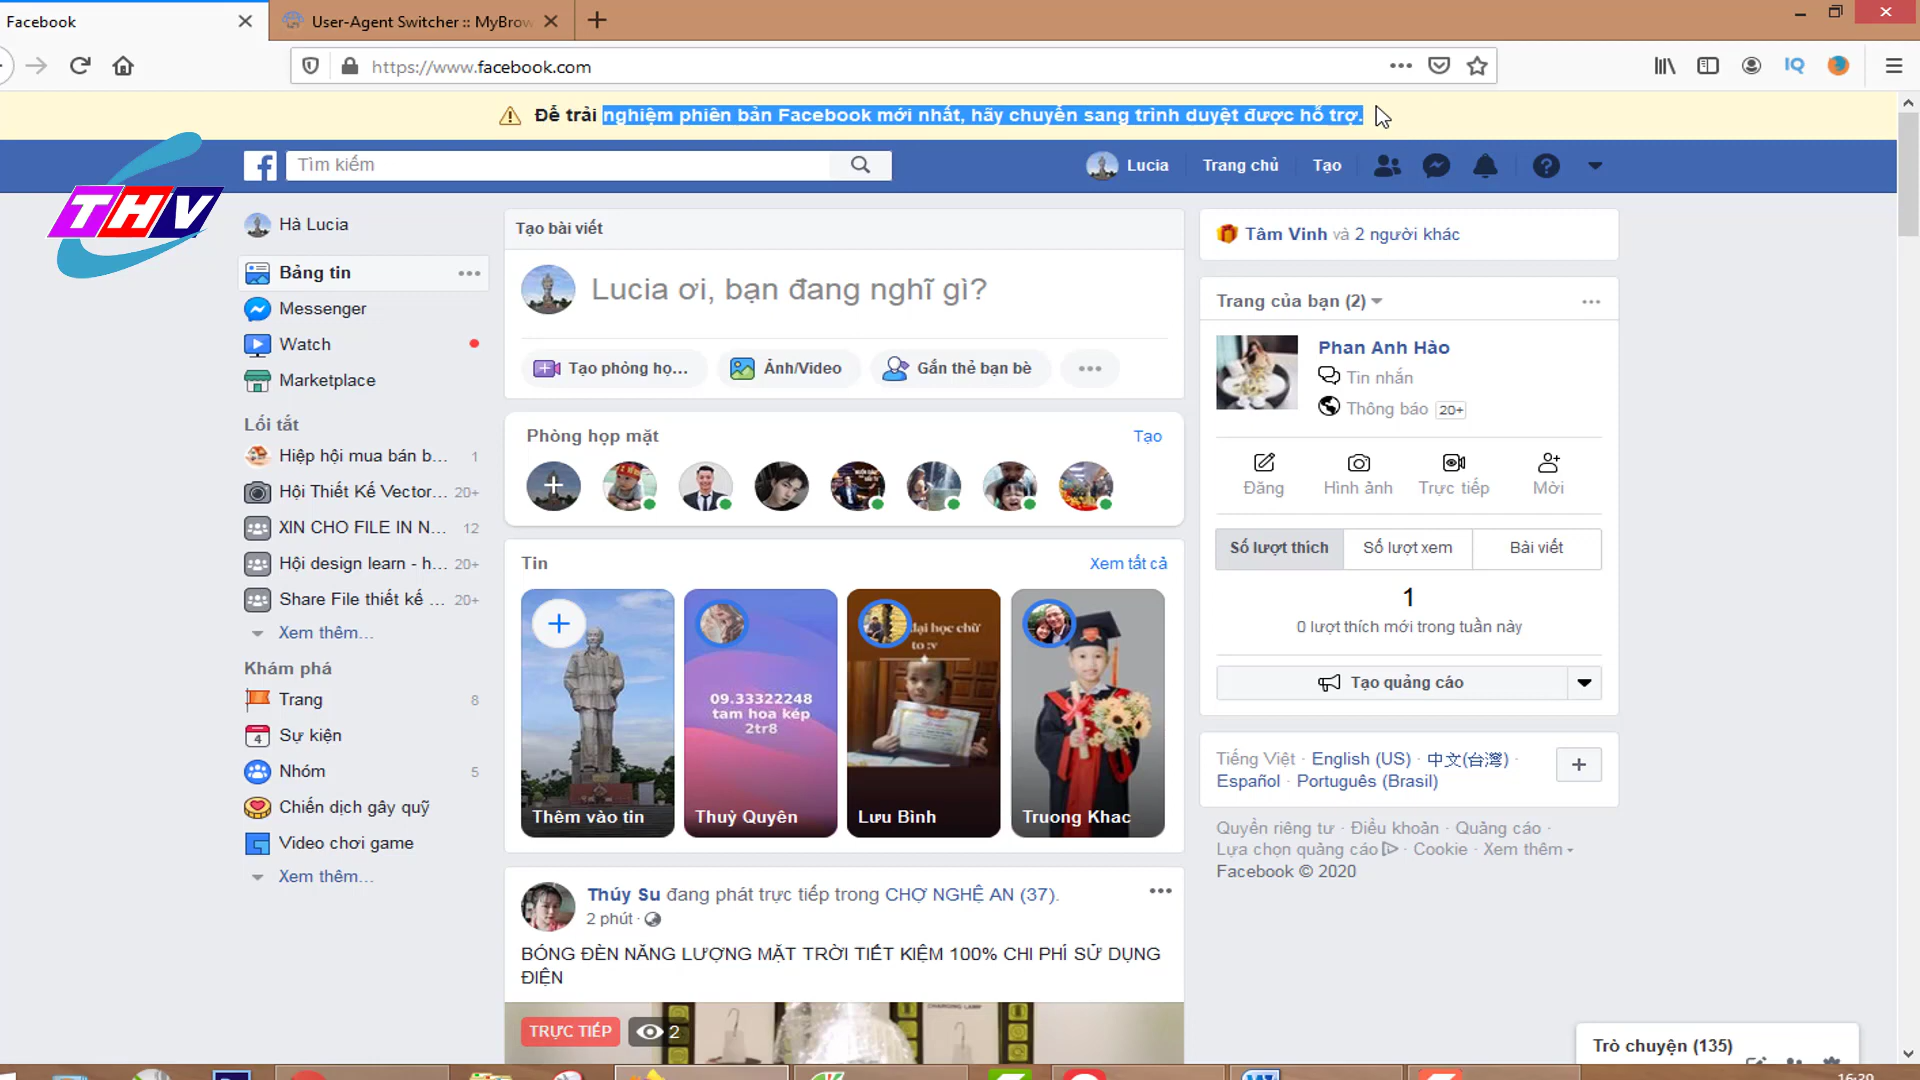 Facebook
User-Agent Switcher :: MyBrow
https://www.facebook.com
IQ
Để trải nghiệm phiên bản Facebook mới nhất, hãy chuyển sang trình duyệt được hỗ trợ.
THV
Tìm kiếm
Lucia
Trang chủ
Tạo
Hà Lucia
Bảng tin
Messenger
Watch
Marketplace
Lối tắt
Hiệp hội mua bán b... 1
Hội Thiết Kế Vector... 20+
XIN CHO FILE IN N... 12
Hội design learn - h... 20+
Share File thiết kế ... 20+
Xem thêm...
Khám phá
Trang 8
4
Sự kiện
Nhóm 5
Chiến dịch gây quỹ
Video chơi game
Xem thêm...
Tạo bài viết
Lucia ơi, bạn đang nghĩ gì?
Tạo phòng họ...
Ảnh/Video
Gắn thẻ bạn bè
Phòng họp mặt
Tạo
Tin
Xem tất cả
Thêm vào tin
09.33322248
tam hoa kép
2tr8
Thuỳ Quyên
đại học chữ
to :v
Lưu Bình
Truong Khac
Thúy Su đang phát trực tiếp trong CHỢ NGHỆ AN (37).
2 phút ·
BÓNG ĐÈN NĂNG LƯỢNG MẶT TRỜI TIẾT KIỆM 100% CHI PHÍ SỬ DỤNG
ĐIỆN
TRỰC TIẾP
2
Tâm Vinh và 2 người khác
Trang của bạn (2)
Phan Anh Hào
Tin nhắn
Thông báo 20+
Đăng
Hình ảnh
Trực tiếp
Mời
Số lượt thích
Số lượt xem
Bài viết
1
0 lượt thích mới trong tuần này
Tạo quảng cáo
Tiếng Việt · English (US) · 中文(台灣) ·
Español · Português (Brasil)
Quyền riêng tư · Điều khoản · Quảng cáo ·
Lựa chọn quảng cáo · Cookie · Xem thêm
Facebook © 2020
Trò chuyện (135)